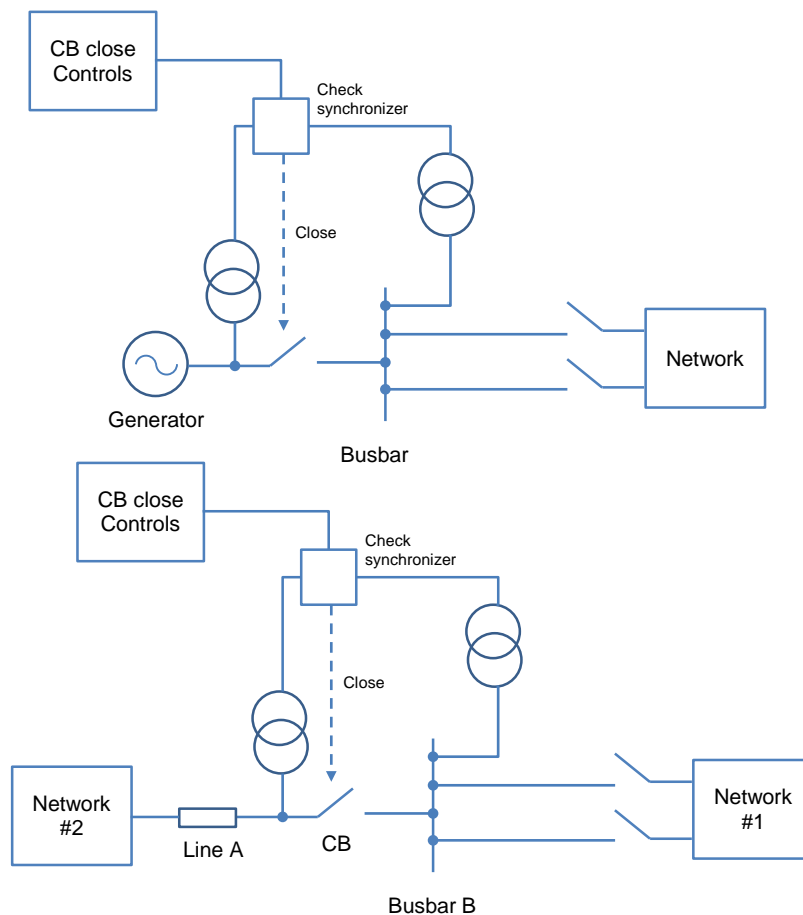 CB close
Controls
Check
synchronizer
Close
Network
Generator
Busbar
CB close
Controls
Check
synchronizer
Close
Network
#2
Network
#1
Line A
CB
Busbar B